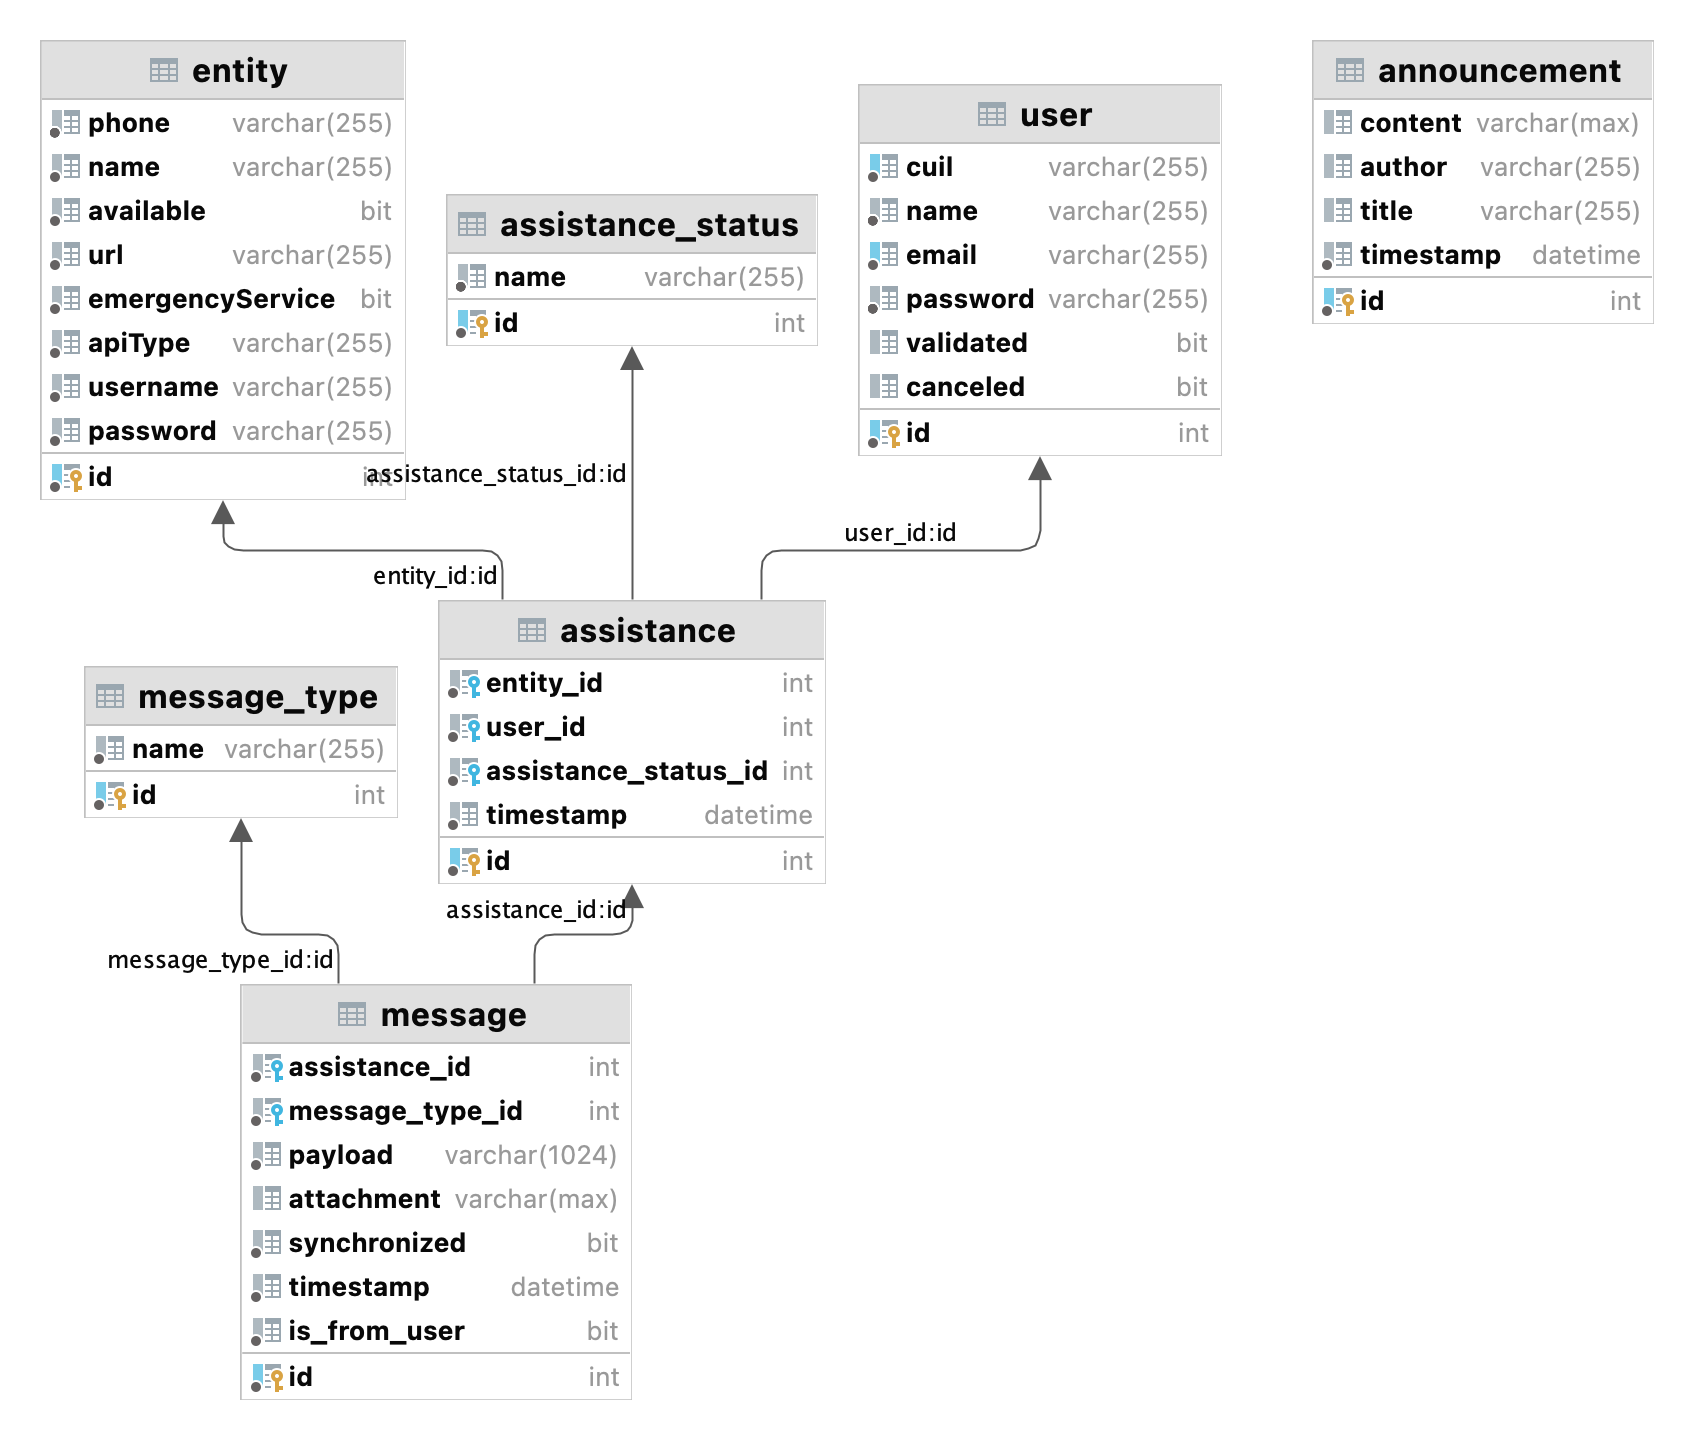 entity
phone varchar(255)
name varchar(255)
available bit
url varchar(255)
emergencyService bit
apiType varchar(255)
username varchar(255)
password varchar(255)
id int
assistance_status
name varchar(255)
id int
user
cuil varchar(255)
name varchar(255)
email varchar(255)
password varchar(255)
validated bit
canceled bit
id int
announcement
content varchar(max)
author varchar(255)
title varchar(255)
timestamp datetime
id int
assistance_status_id:id
user_id:id
entity_id:id
assistance
entity_id int
user_id int
assistance_status_id int
timestamp datetime
id int
message_type
name varchar(255)
id int
assistance_id:id
message_type_id:id
message
assistance_id int
message_type_id int
payload varchar(1024)
attachment varchar(max)
synchronized bit
timestamp datetime
is_from_user bit
id int